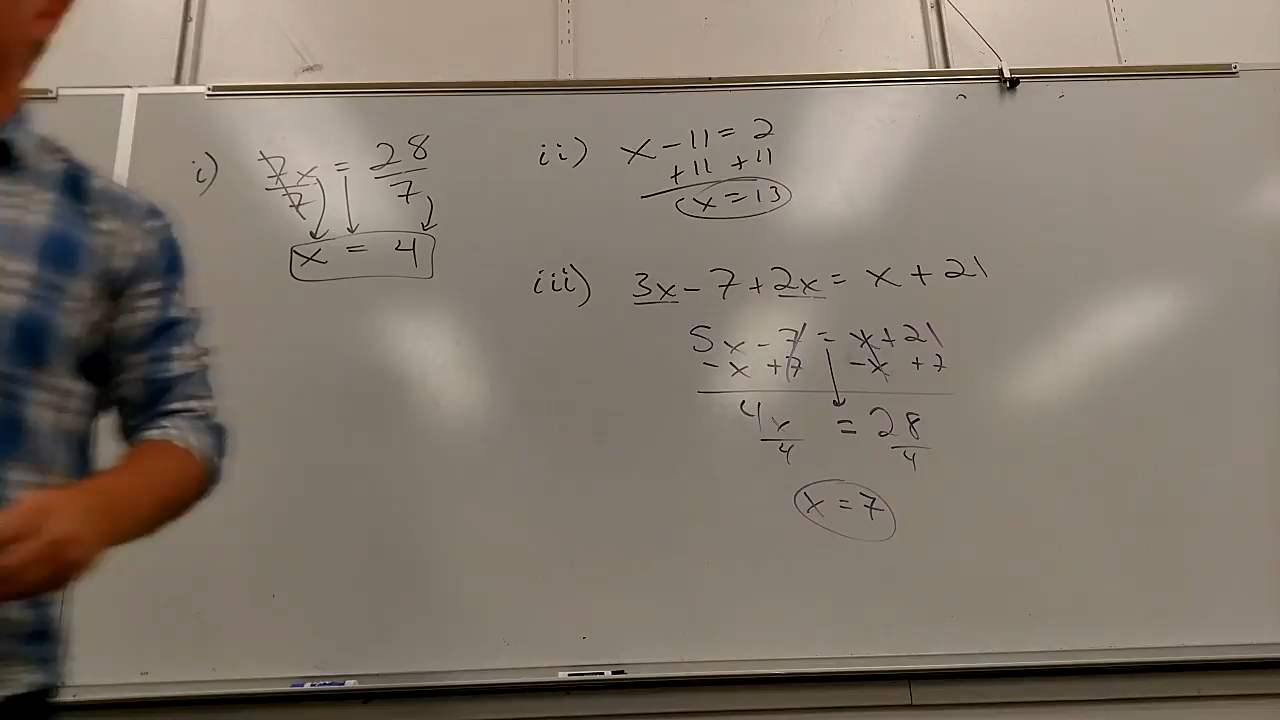 i) 7x = 28
7 7
x = 4
ii) x - 11 = 2
+11 +11
x = 13
iii) 3x - 7 + 2x = x + 21
5x - 7 = x + 21
-x +7 -x +7
4x = 28
4 4
x = 7